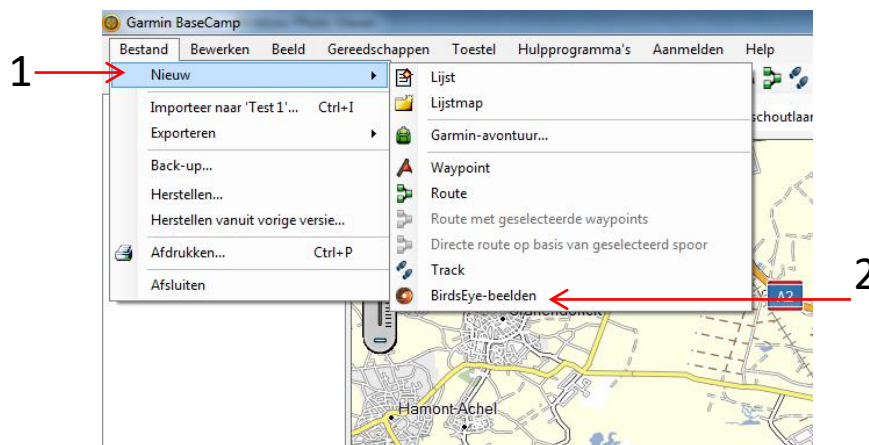 Garmin BaseCamp
Bestand Bewerken Beeld Gereedschappen Toestel Hulpprogramma's Aanmelden Help
1
Nieuw
Importeer naar 'Test 1'... Ctrl+I
Exporteren
Back-up...
Herstellen...
Herstellen vanuit vorige versie...
Afdrukken... Ctrl+P
Afsluiten
Lijst
Lijstmap
Garmin-avontuur...
Waypoint
Route
Route met geselecteerde waypoints
Directe route op basis van geselecteerd spoor
Track
BirdsEye-beelden
2
schoutlaar
A2
Hamont-Achel